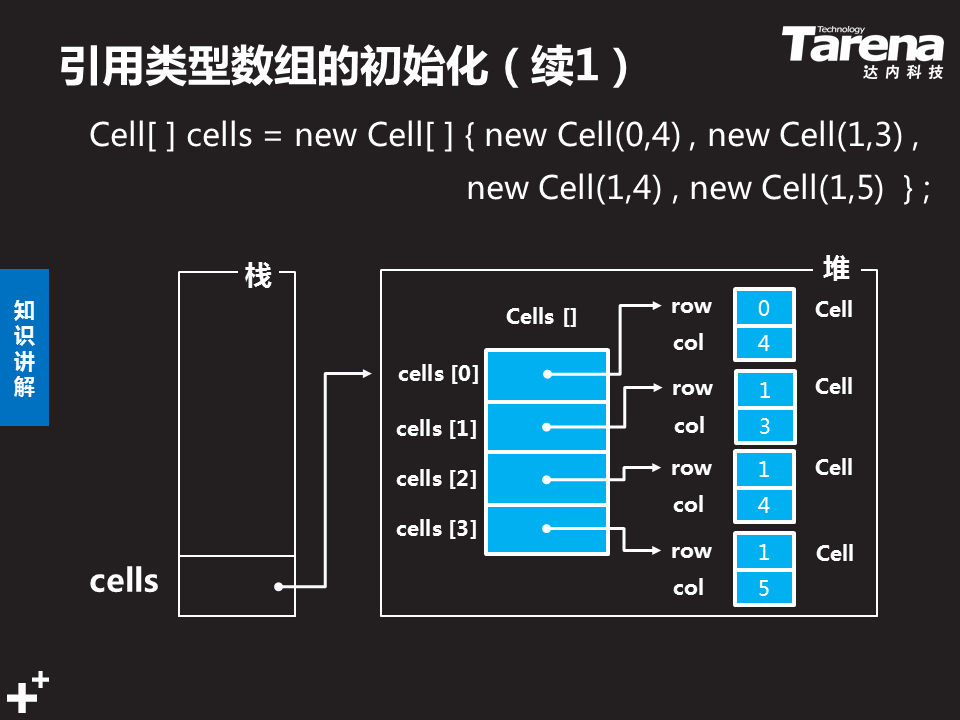 引用类型数组的初始化（续1）
Technology
Tarena
达内科技
Cell[ ] cells = new Cell[ ] { new Cell(0,4) , new Cell(1,3) ,
new Cell(1,4) , new Cell(1,5) } ;
知识讲解
栈
cells
堆
Cells []
cells [0]
cells [1]
cells [2]
cells [3]
row 0 Cell
col 4
row 1 Cell
col 3
row 1 Cell
col 4
row 1 Cell
col 5